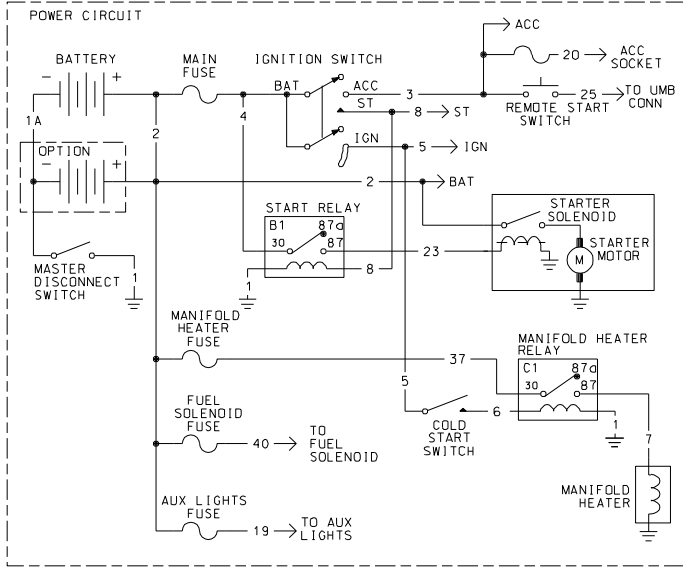 POWER CIRCUIT
BATTERY
- +
MAIN
FUSE
IGNITION SWITCH
BAT
ACC
ST
IGN
3
ACC
20
ACC
SOCKET
25
TO UMB
CONN
REMOTE START
SWITCH
8
ST
5
IGN
1A
2
4
OPTION
- +
2
BAT
START RELAY
B1
87a
30
87
23
8
1
STARTER
SOLENOID
STARTER
MOTOR
M
MASTER
DISCONNECT
SWITCH
1
MANIFOLD
HEATER
FUSE
37
MANIFOLD HEATER
RELAY
C1
87a
30
87
5
6
1
7
COLD
START
SWITCH
FUEL
SOLENOID
FUSE
40
TO
FUEL
SOLENOID
MANIFOLD
HEATER
AUX LIGHTS
FUSE
19
TO AUX
LIGHTS